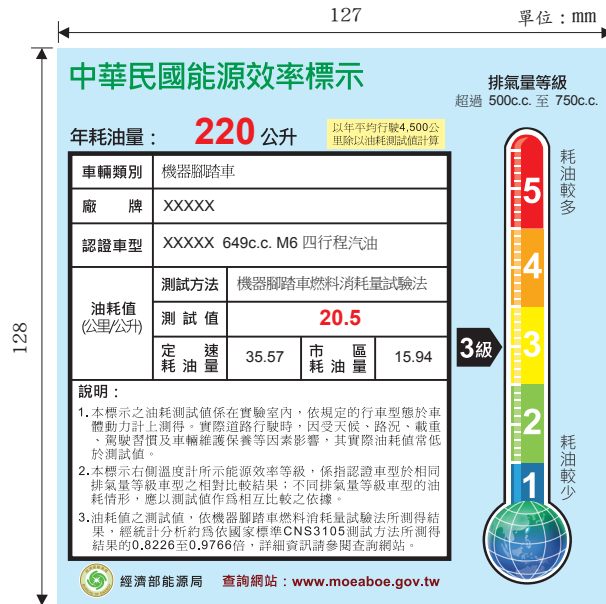 127
單位：mm
中華民國能源效率標示
排氣量等級
超過 500c.c. 至 750c.c.
年耗油量： 220 公升
以年平均行駛4,500公
里除以油耗測試值計算
車輛類別 機器腳踏車
廠牌 XXXXX
認證車型 XXXXX 649c.c. M6 四行程汽油
油耗值
(公里/公升)
測試方法 機器腳踏車燃料消耗量試驗法
測試值 20.5
定速
耗油量
35.57
市區
耗油量
15.94
說明：
1.本標示之油耗測試值係在實驗室內，依規定的行車型態於車
體動力計上測得。實際道路行駛時，因受天候、路況、載重
、駕駛習慣及車輛維護保養等因素影響，其實際油耗值常低
於測試值。
2.本標示右側溫度計所示能源效率等級，係指認證車型於相同
排氣量等級車型之相對比較結果；不同排氣量等級車型的油
耗情形，應以測試值作為相互比較之依據。
3.油耗值之測試值，依機器腳踏車燃料消耗量試驗法所測得結
果，經統計分析約為依國家標準CNS3105測試方法所測得
結果的0.8226至0.9766倍，詳細資訊請參閱查詢網站。
耗油較多
5
4
3級
3
2
1
耗油較少
經濟部能源局 查詢網站：www.moeaboe.gov.tw
128